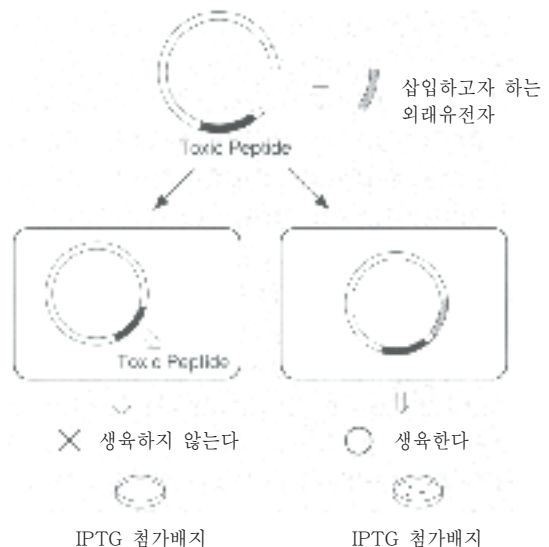 삽입하고자 하는
외래유전자
Toxic Peptide
Toxic Peptide
X 생육하지 않는다
○ 생육한다
IPTG 첨가배지
IPTG 첨가배지